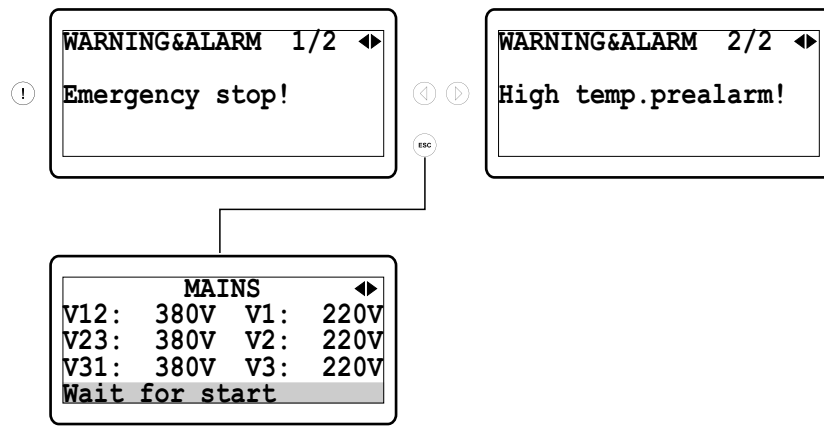 WARNING&ALARM 1/2
Emergency stop!
WARNING&ALARM 2/2
High temp.prealarm!
!
ESC
MAINS
V12: 380V V1: 220V
V23: 380V V2: 220V
V31: 380V V3: 220V
Wait for start